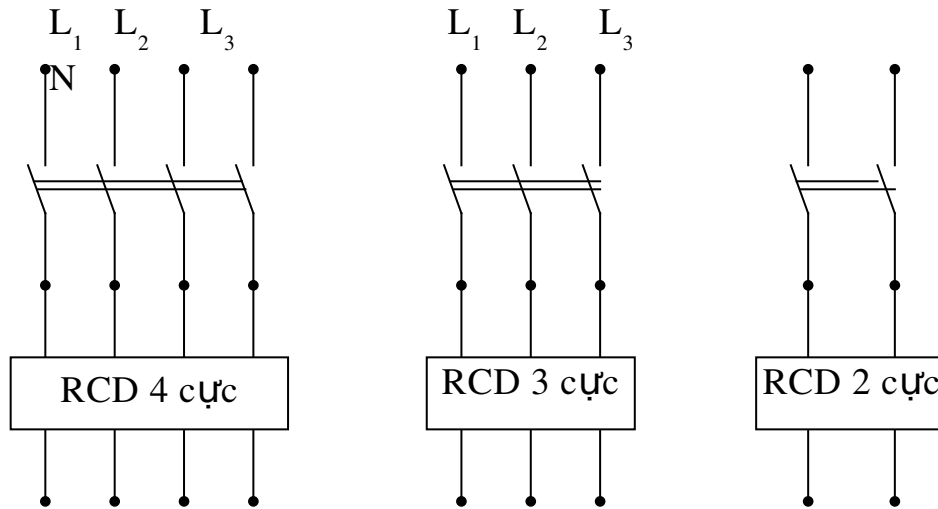 L₁ L₂ L₃
N
L₁ L₂ L₃
RCD 4 cực
RCD 3 cực
RCD 2 cực